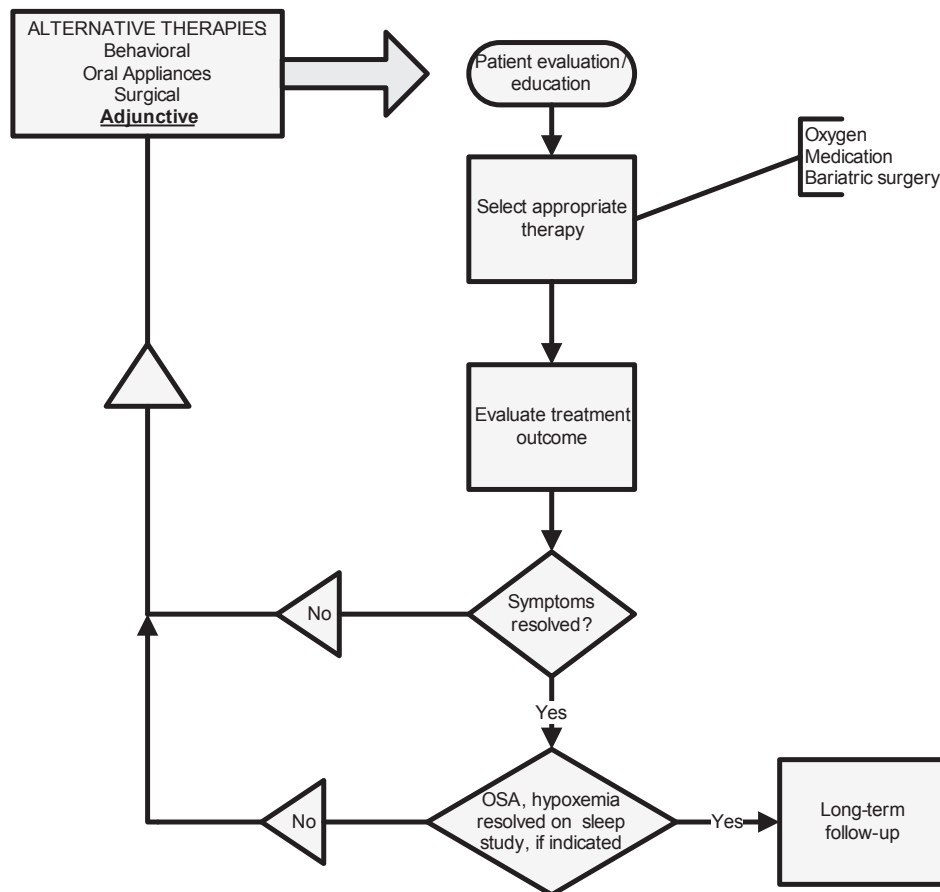 ALTERNATIVE THERAPIES:
Behavioral
Oral Appliances
Surgical
Adjunctive
Patient evaluation/
education
Oxygen
Medication
Bariatric surgery
Select appropriate
therapy
Evaluate treatment
outcome
Symptoms
resolved?
No
Yes
OSA, hypoxemia
resolved on sleep
study, if indicated
No
Yes
Long-term
follow-up